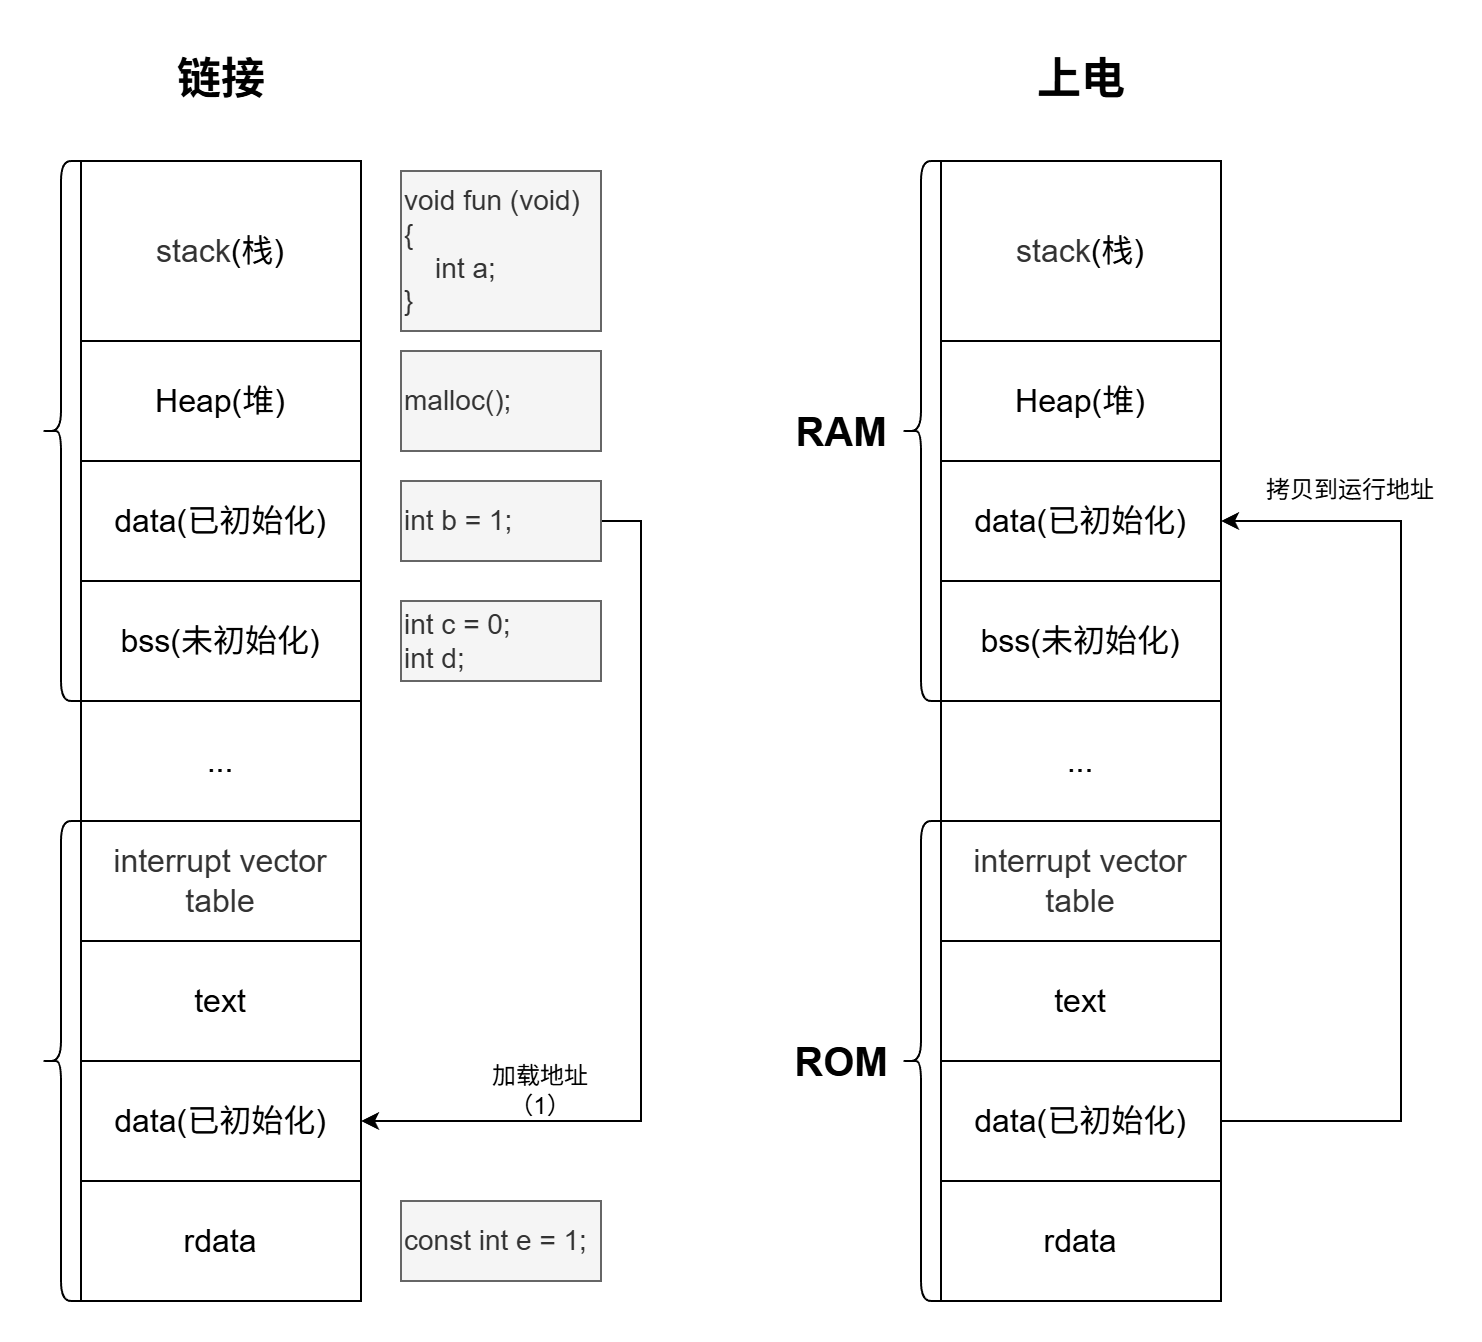 链接
stack(栈)
void fun (void)
{
int a;
}
Heap(堆)
malloc();
data(已初始化)
int b = 1;
bss(未初始化)
int c = 0;
int d;
...
interrupt vector
table
text
加载地址
（1）
data(已初始化)
rdata
const int e = 1;
上电
stack(栈)
Heap(堆)
RAM
拷贝到运行地址
data(已初始化)
bss(未初始化)
...
interrupt vector
table
text
ROM
data(已初始化)
rdata